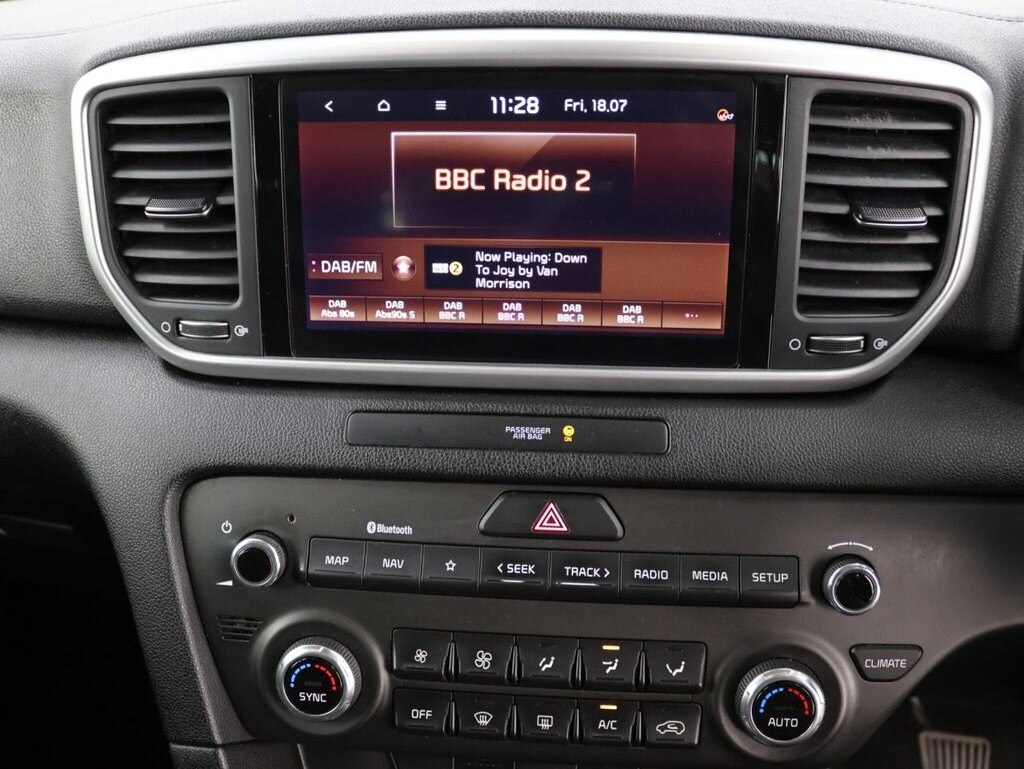 11:28 Fri, 18.07
BBC Radio 2
DAB/FM
2
Now Playing: Down
To Joy by Van
Morrison
DAB DAB DAB DAB DAB DAB
Abs 80s Abs90s S BBC R BBC R BBC R BBC R
PASSENGER
AIR BAG
ON
Bluetooth
MAP NAV < SEEK TRACK > RADIO MEDIA SETUP
CLIMATE
SYNC
OFF A/C
AUTO